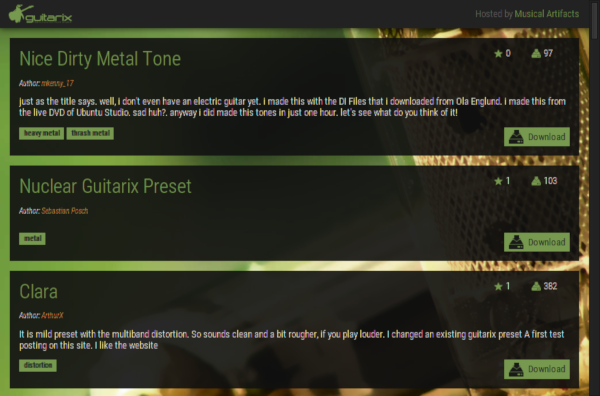 guitarix
Hosted by Musical Artifacts
Nice Dirty Metal Tone
0
97
Author: mkenny_17
just as the title says. well, i don't even have an electric guitar yet. i made this with the DI Files that i downloaded from Ola Englund, i made this from
the live DVD of Ubuntu Studio. sad huh?. anyway i did made this tones in just one hour. let's see what do you think of it!
heavy metal thrash metal
Download
Nuclear Guitarix Preset
1
103
Author: Sebastian Posch
metal
Download
Clara
1
382
Author: ArthurX
It is mild preset with the multiband distortion. So sounds clean and a bit rougher, if you play louder. I changed an existing guitarix preset A first test
posting on this site. I like the website
distortion
Download